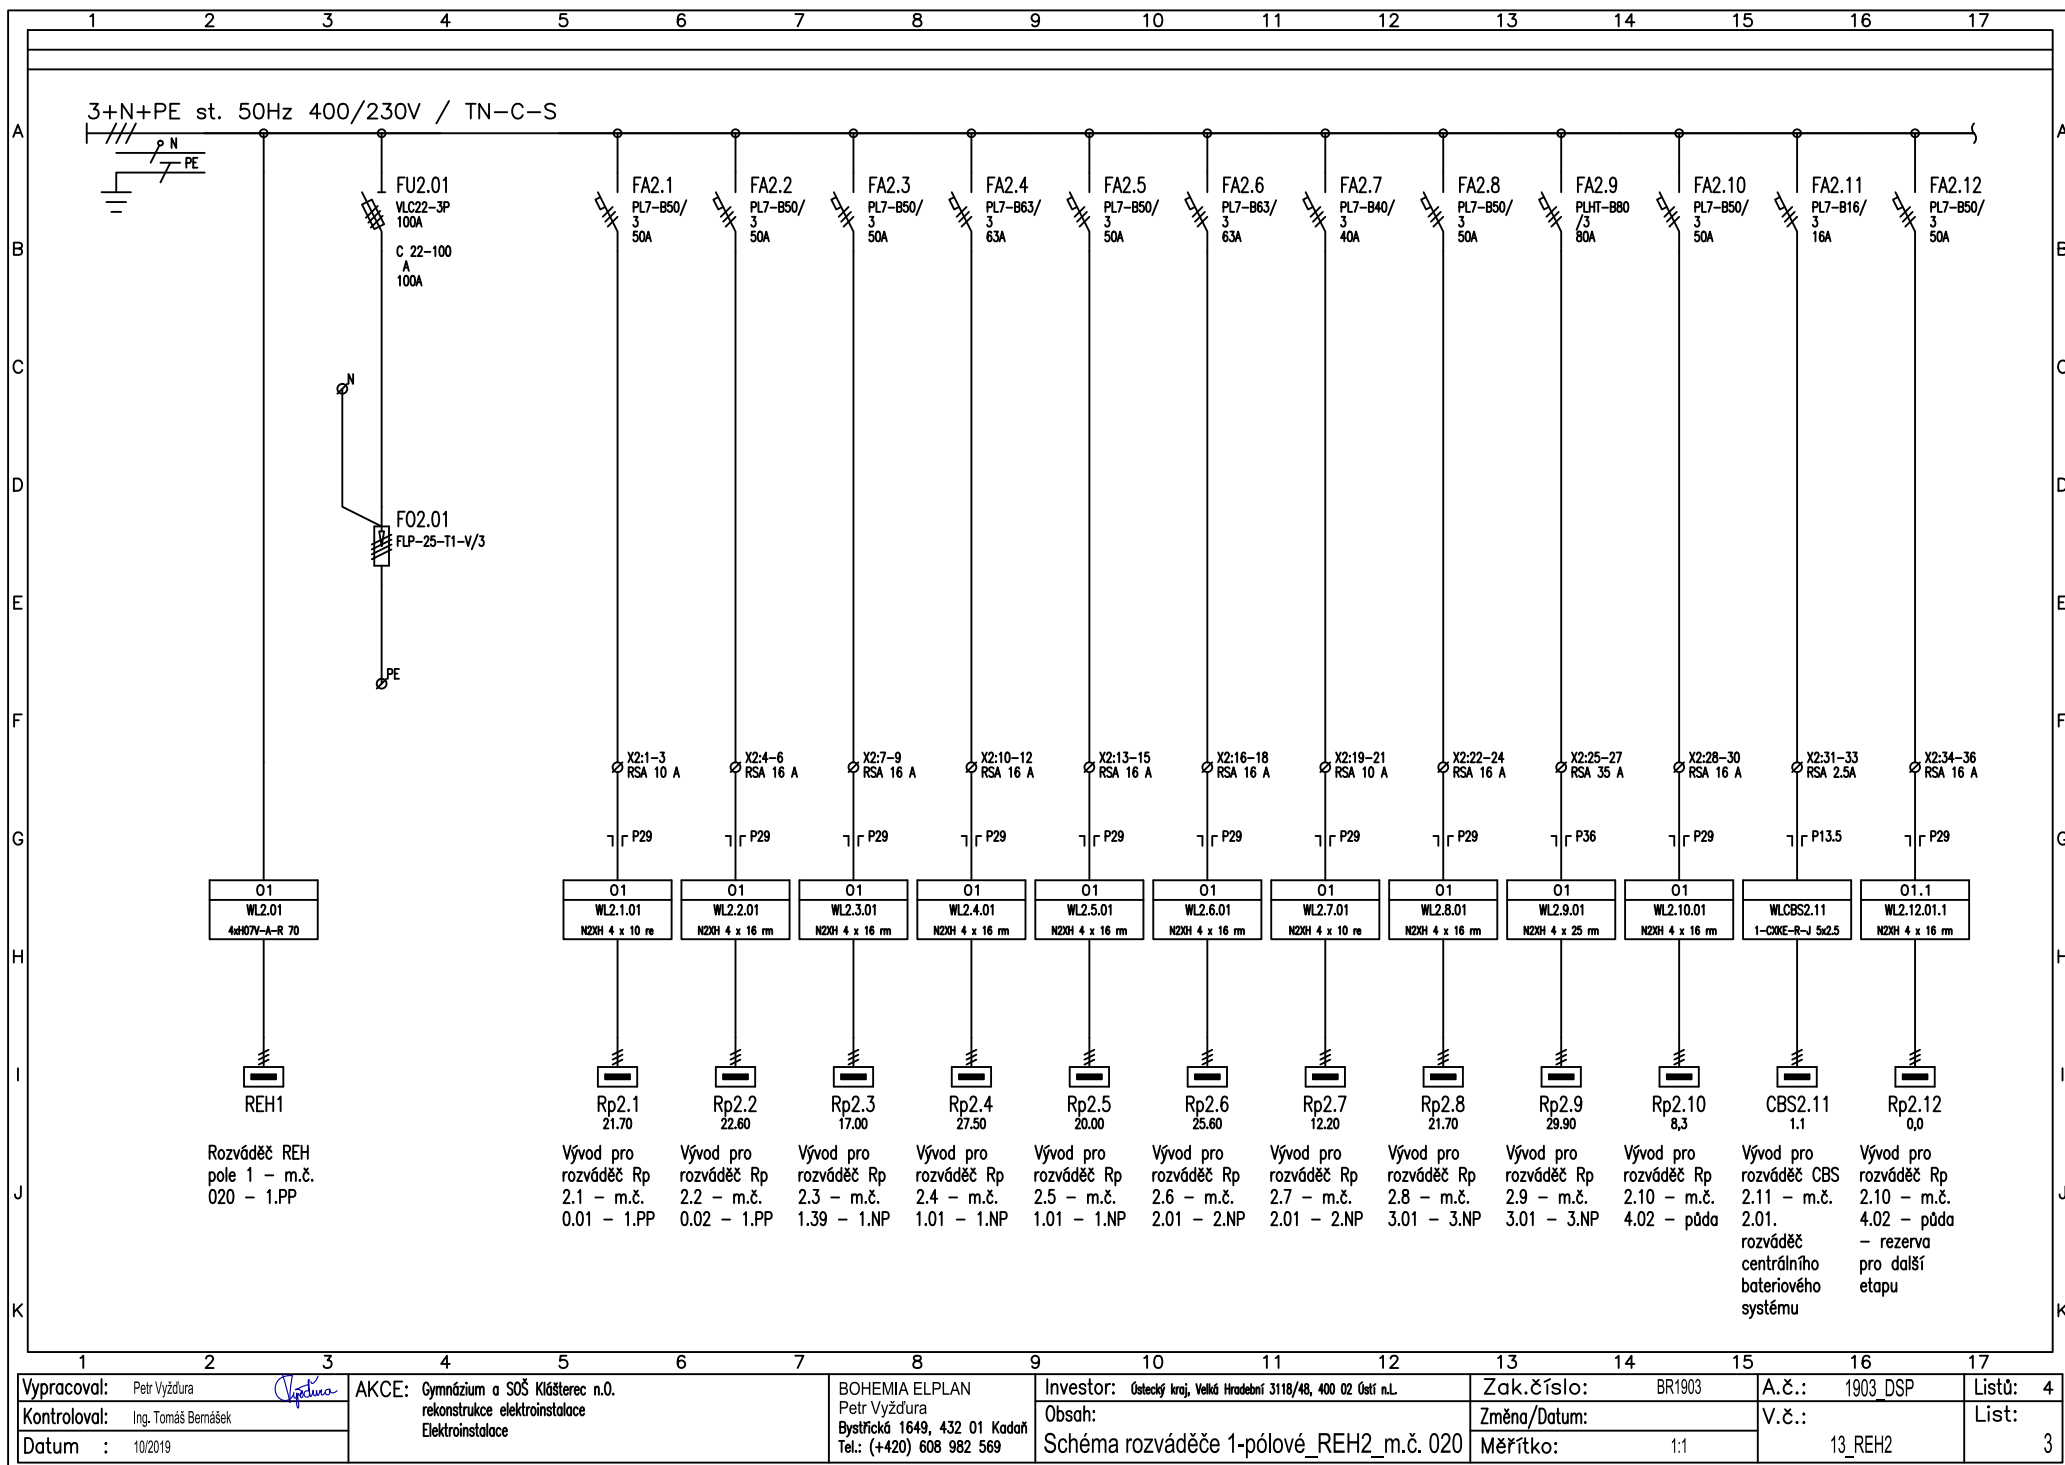 1 2 3 4 5 6 7 8 9 10 11 12 13 14 15 16 17
3+N+PE st. 50Hz 400/230V / TN-C-S
A A
N
PE
FU2.01
VLC22-3P
100A
C 22-100
A
100A
FA2.1
PL7-B50/
3
50A
FA2.2
PL7-B50/
3
50A
FA2.3
PL7-B50/
3
50A
FA2.4
PL7-B63/
3
63A
FA2.5
PL7-B50/
3
50A
FA2.6
PL7-B63/
3
63A
FA2.7
PL7-B40/
3
40A
FA2.8
PL7-B50/
3
50A
FA2.9
PLHT-B80
/3
80A
FA2.10
PL7-B50/
3
50A
FA2.11
PL7-B16/
3
16A
FA2.12
PL7-B50/
3
50A
B B
C C
N
D D
FO2.01
FLP-25-T1-V/3
E E
PE
F F
X2:1-3
RSA 10 A
X2:4-6
RSA 16 A
X2:7-9
RSA 16 A
X2:10-12
RSA 16 A
X2:13-15
RSA 16 A
X2:16-18
RSA 16 A
X2:19-21
RSA 10 A
X2:22-24
RSA 16 A
X2:25-27
RSA 35 A
X2:28-30
RSA 16 A
X2:31-33
RSA 2.5A
X2:34-36
RSA 16 A
G P29 P29 P29 P29 P29 P29 P29 P29 P36 P29 P13.5 P29 G
01
WL2.01
4xH07V-A-R 70
01
WL2.1.01
N2XH 4 x 10 re
01
WL2.2.01
N2XH 4 x 16 rm
01
WL2.3.01
N2XH 4 x 16 rm
01
WL2.4.01
N2XH 4 x 16 rm
01
WL2.5.01
N2XH 4 x 16 rm
01
WL2.6.01
N2XH 4 x 16 rm
01
WL2.7.01
N2XH 4 x 10 re
01
WL2.8.01
N2XH 4 x 16 rm
01
WL2.9.01
N2XH 4 x 25 rm
01
WL2.10.01
N2XH 4 x 16 rm
WLCBS2.11
1-CXKE-R-J 5x2.5
01.1
WL2.12.01.1
N2XH 4 x 16 rm
H H
I I
REH1
Rozváděč REH
pole 1 - m.č.
020 - 1.PP
Rp2.1
21.70
Vývod pro
rozváděč Rp
2.1 - m.č.
0.01 - 1.PP
Rp2.2
22.60
Vývod pro
rozváděč Rp
2.2 - m.č.
0.02 - 1.PP
Rp2.3
17.00
Vývod pro
rozváděč Rp
2.3 - m.č.
1.39 - 1.NP
Rp2.4
27.50
Vývod pro
rozváděč Rp
2.4 - m.č.
1.01 - 1.NP
Rp2.5
20.00
Vývod pro
rozváděč Rp
2.5 - m.č.
1.01 - 1.NP
Rp2.6
25.60
Vývod pro
rozváděč Rp
2.6 - m.č.
2.01 - 2.NP
Rp2.7
12.20
Vývod pro
rozváděč Rp
2.7 - m.č.
2.01 - 2.NP
Rp2.8
21.70
Vývod pro
rozváděč Rp
2.8 - m.č.
3.01 - 3.NP
Rp2.9
29.90
Vývod pro
rozváděč Rp
2.9 - m.č.
3.01 - 3.NP
Rp2.10
8,3
Vývod pro
rozváděč Rp
2.10 - m.č.
4.02 - půda
CBS2.11
1.1
Vývod pro
rozváděč CBS
2.11 - m.č.
2.01.
rozváděč
centrálního
bateriového
systému
Rp2.12
0,0
Vývod pro
rozváděč Rp
2.10 - m.č.
4.02 - půda
- rezerva
pro další
etapu
J J
K K
1 2 3 4 5 6 7 8 9 10 11 12 13 14 15 16 17
Vypracoval: Petr Vyžďura Vyžďura
Kontroloval: Ing. Tomáš Bernášek
Datum : 10/2019
AKCE: Gymnázium a SOŠ Klášterec n.O.
rekonstrukce elektroinstalace
Elektroinstalace
BOHEMIA ELPLAN
Petr Vyžďura
Bystřická 1649, 432 01 Kadaň
Tel.: (+420) 608 982 569
Investor: Ústecký kraj, Velká Hradební 3118/48, 400 02 Ústí n.L.
Obsah:
Schéma rozváděče 1-pólové_REH2_m.č. 020
Zak.číslo: BR1903
Změna/Datum:
Měřítko: 1:1
A.č.: 1903_DSP
V.č.:
13_REH2
Listů: 4
List:
3